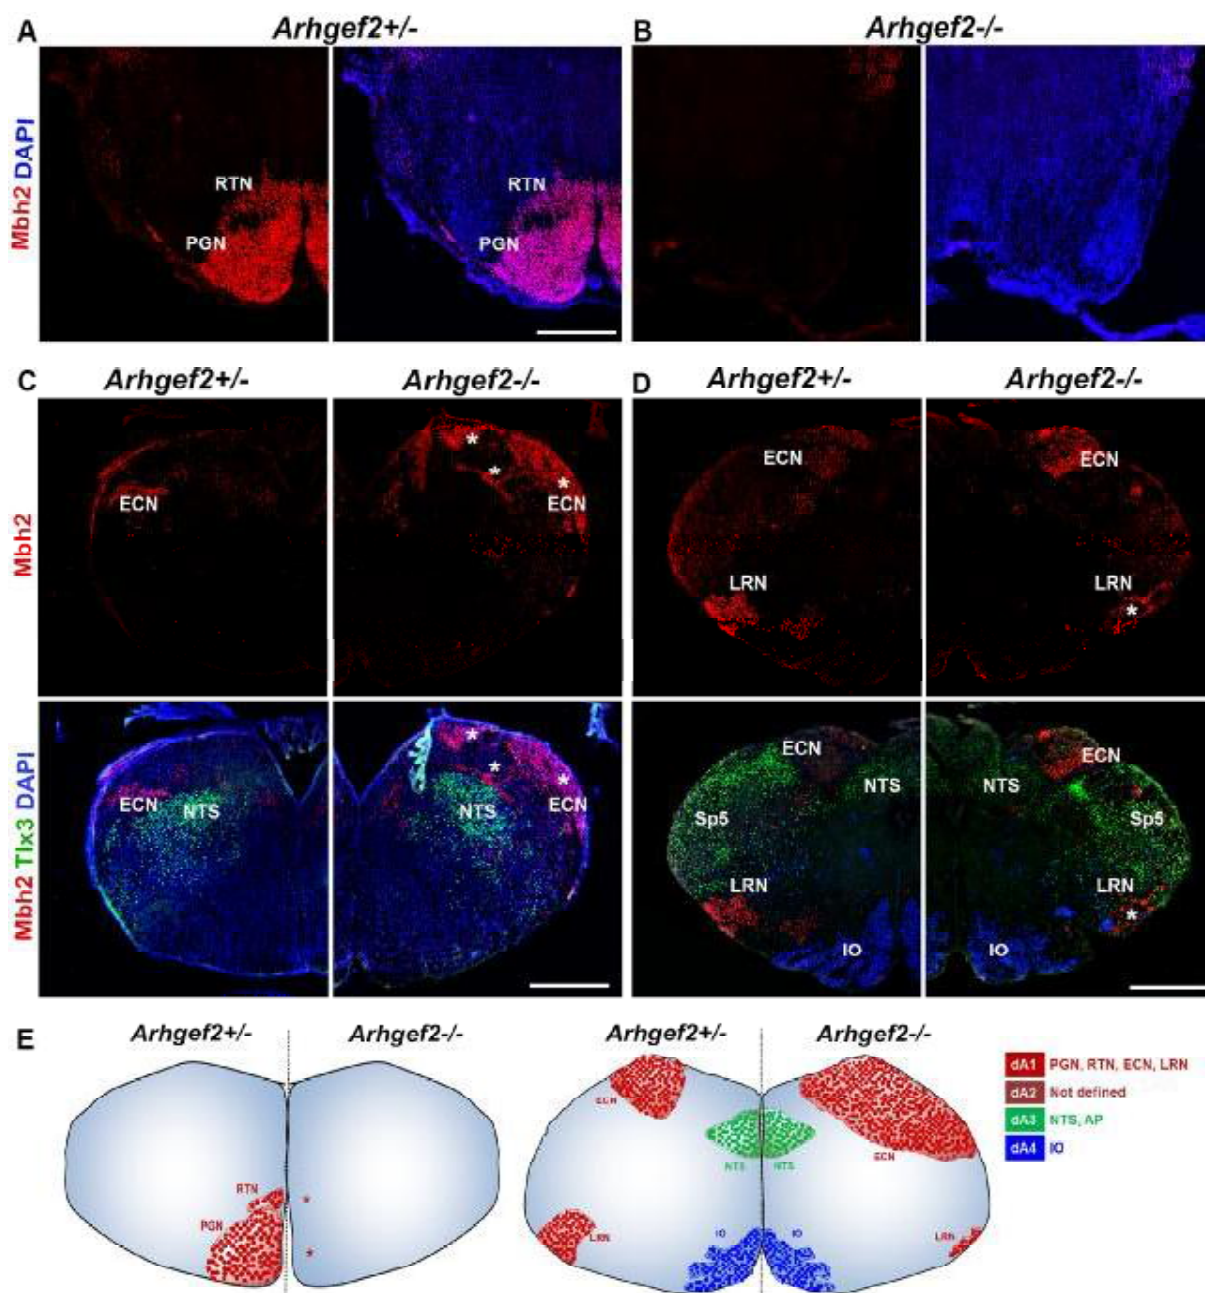 A Arhgef2+/- B Arhgef2-/-
Mbh2 DAPI
RTN
PGN
RTN
PGN
C Arhgef2+/- Arhgef2-/- D Arhgef2+/- Arhgef2-/-
Mbh2
ECN
*
*
*
ECN
ECN
LRN
ECN
LRN
*
Mbh2 Tlx3 DAPI
ECN
NTS
*
*
*
NTS
ECN
ECN
NTS
Sp5
LRN
IO
NTS
ECN
Sp5
LRN
*
IO
E Arhgef2+/- Arhgef2-/- Arhgef2+/- Arhgef2-/-
RTN
PGN
*
*
ECN
NTS
NTS
ECN
LRN
IO
IO
LRN
dA1 PGN, RTN, ECN, LRN
dA2 Not defined
dA3 NTS, AP
dA4 IO